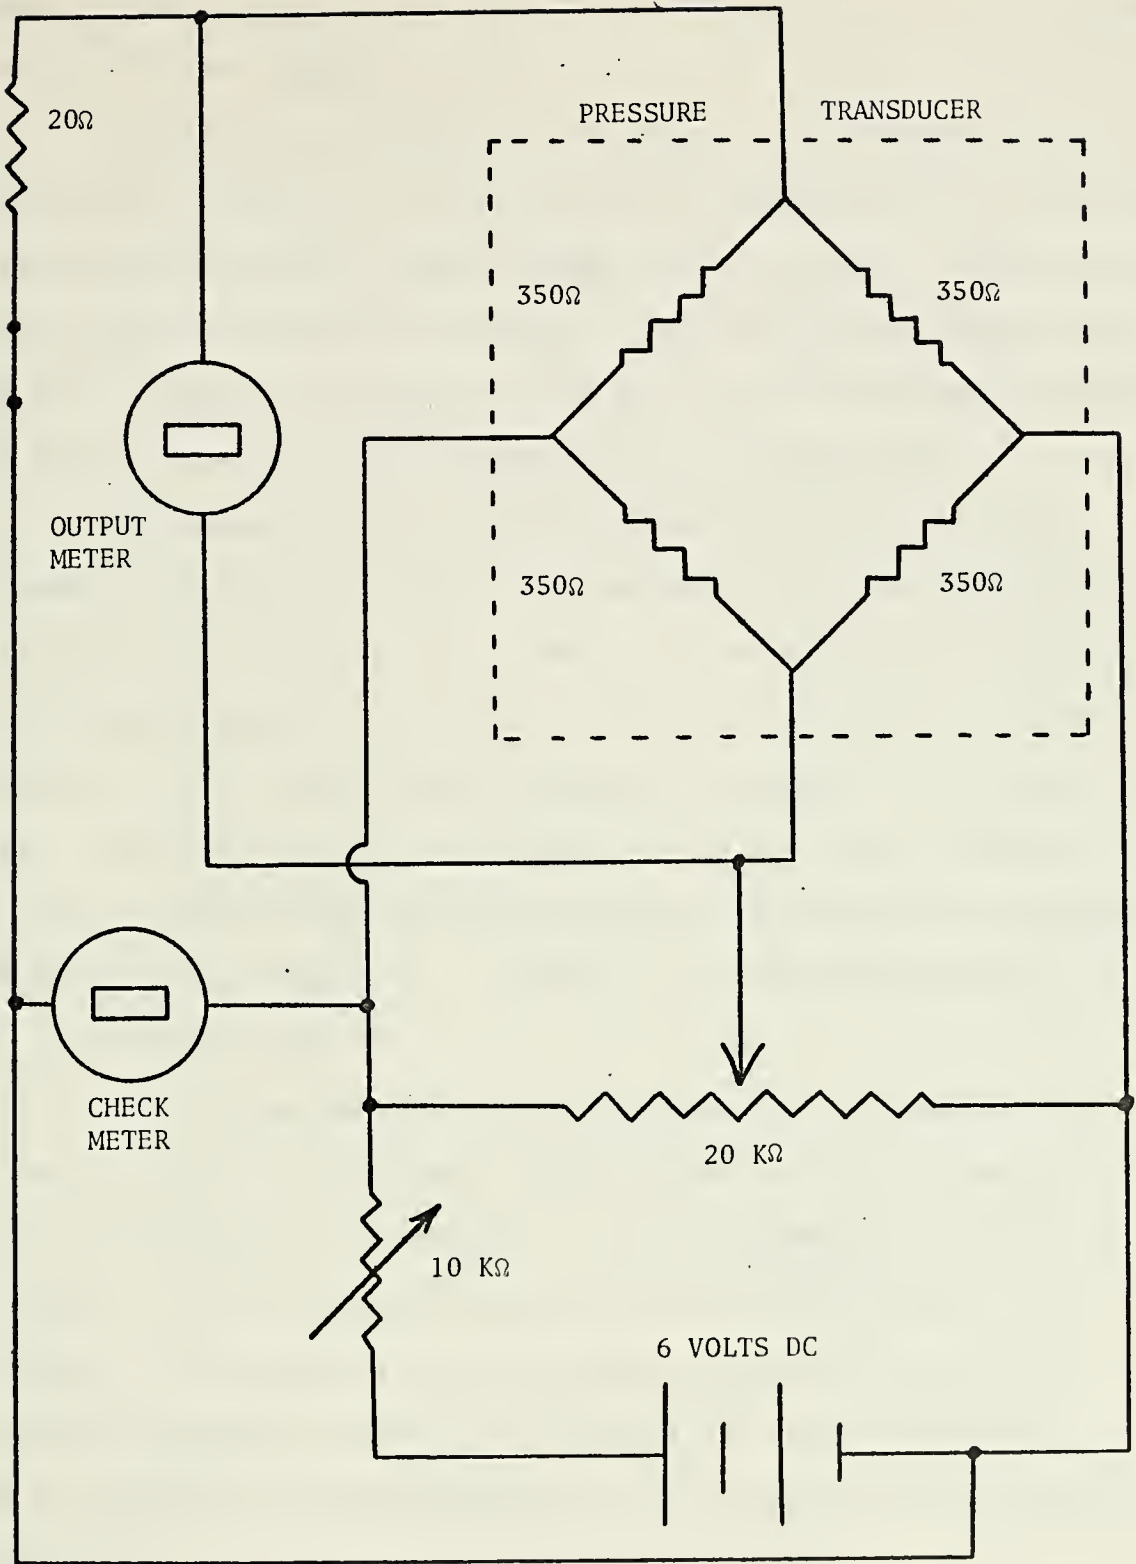 PRESSURE TRANSDUCER
20Ω
350Ω
350Ω
OUTPUT
METER
350Ω
350Ω
CHECK
METER
20 KΩ
10 KΩ
6 VOLTS DC